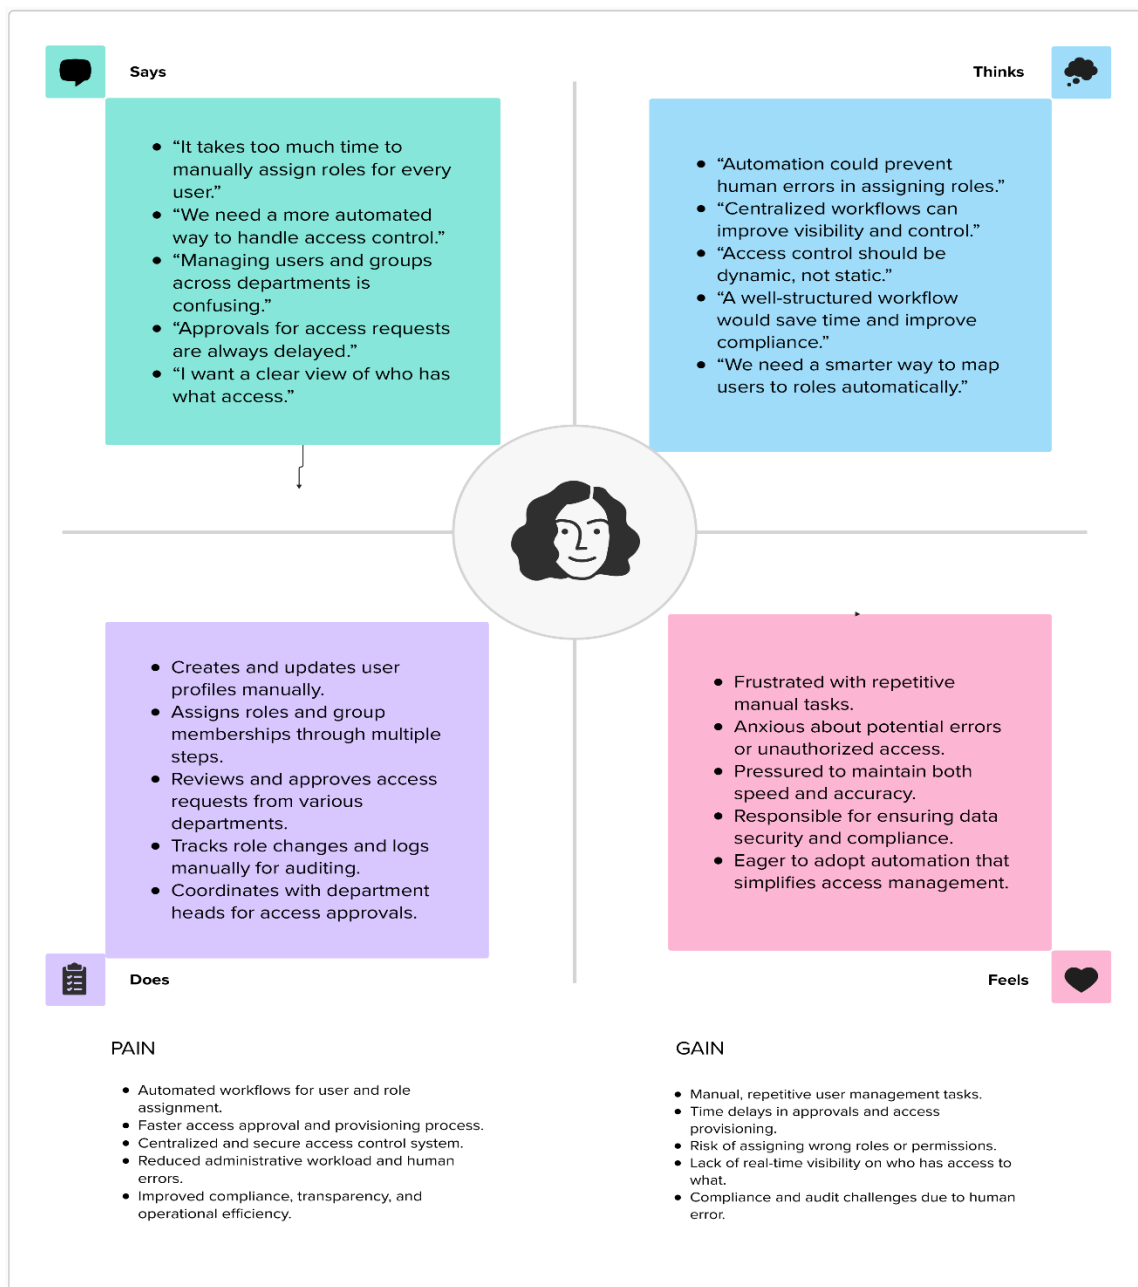 Says
• “It takes too much time to
manually assign roles for every
user.”
• “We need a more automated
way to handle access control.”
• “Managing users and groups
across departments is
confusing.”
• “Approvals for access requests
are always delayed.”
• “I want a clear view of who has
what access.”
Thinks
• “Automation could prevent
human errors in assigning roles.”
• “Centralized workflows can
improve visibility and control.”
• “Access control should be
dynamic, not static.”
• “A well-structured workflow
would save time and improve
compliance.”
• “We need a smarter way to map
users to roles automatically.”
• Creates and updates user
profiles manually.
• Assigns roles and group
memberships through multiple
steps.
• Reviews and approves access
requests from various
departments.
• Tracks role changes and logs
manually for auditing.
• Coordinates with department
heads for access approvals.
Does
• Frustrated with repetitive
manual tasks.
• Anxious about potential errors
or unauthorized access.
• Pressured to maintain both
speed and accuracy.
• Responsible for ensuring data
security and compliance.
• Eager to adopt automation that
simplifies access management.
Feels
PAIN
• Automated workflows for user and role
assignment.
• Faster access approval and provisioning process.
• Centralized and secure access control system.
• Reduced administrative workload and human
errors.
• Improved compliance, transparency, and
operational efficiency.
GAIN
• Manual, repetitive user management tasks.
• Time delays in approvals and access
provisioning.
• Risk of assigning wrong roles or permissions.
• Lack of real-time visibility on who has access to
what.
• Compliance and audit challenges due to human
error.